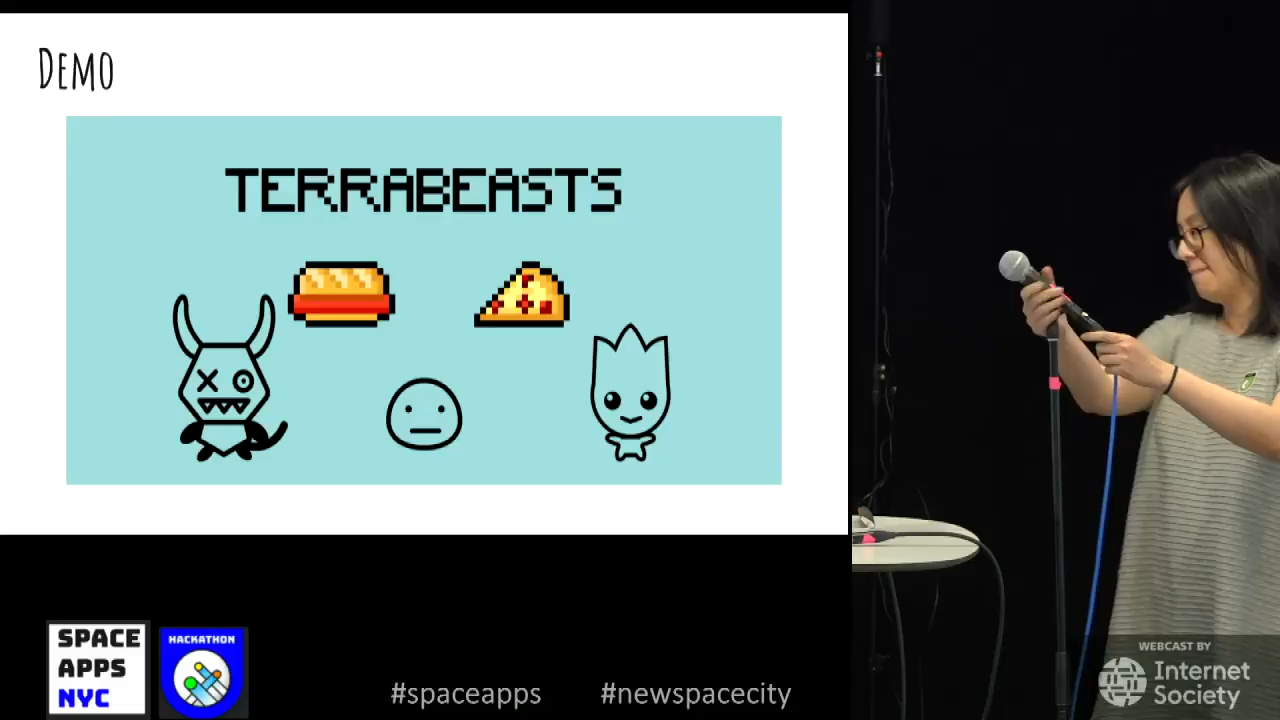 DEMO
TERRABEASTS
SPACE
APPS
NYC
HACKATHON
#spaceapps
#newspacecity
WEBCAST BY
Internet
Society